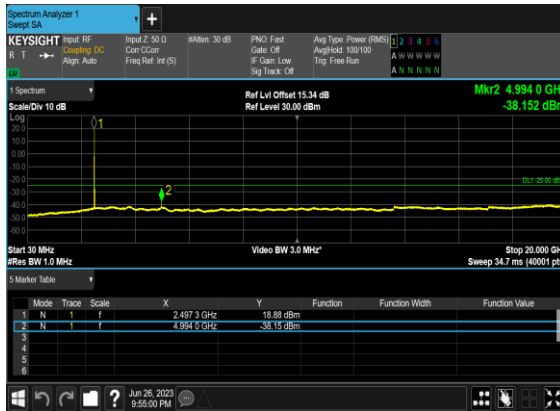 Spectrum Analyzer 1
Swept SA
+
KEYSIGHT Input: RF Input Z: 50 Ω #Atten: 30 dB PNO: Fast Avg Type: Power (RMS) 1 2 3 4 5 6
R T Coupling: DC Corr CCorr Gate: Off Avg|Hold: 100/100 A W W W W W
Align: Auto Freq Ref: Int (S) IF Gain: Low Trig: Free Run
Sig Track: Off A N N N N N
1 Spectrum
Ref Lvl Offset 15.34 dB Mkr2 4.994 0 GH
Scale/Div 10 dB Ref Level 30.00 dBm -38.152 dBr
Log
20.0
10.0
0.00
-10.0
-20.0
-30.0
-40.0
-50.0
-60.0
1
2
DL1 -25.00 dB
Start 30 MHz Video BW 3.0 MHz* Stop 20.000 GH
#Res BW 1.0 MHz Sweep 34.7 ms (40001 pts
5 Marker Table
Mode Trace Scale X Y Function Function Width Function Value
1 N 1 f 2.497 3 GHz 18.88 dBm
2 N 1 f 4.994 0 GHz -38.15 dBm
3
4
5
6
? Jun 26, 2023
9:55:00 PM